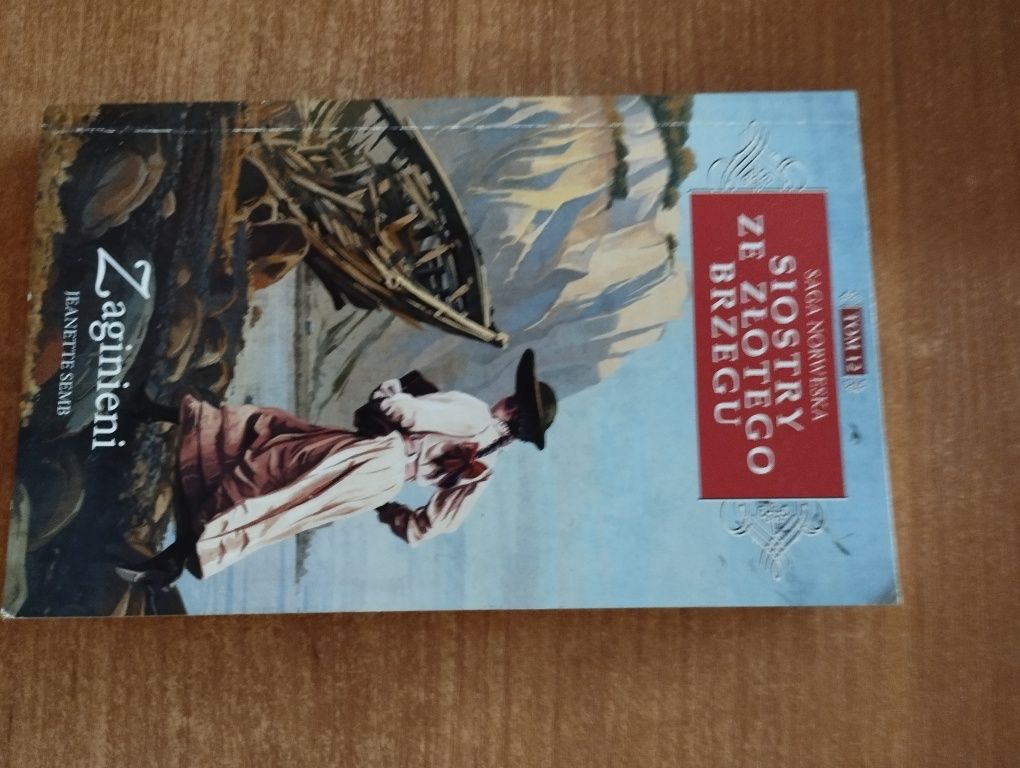 TOM 12
SAGA NORWESKA
SIOSTRY
ZE ZŁOTEGO
BRZEGU
Zaginieni
JEANETTE SEMB